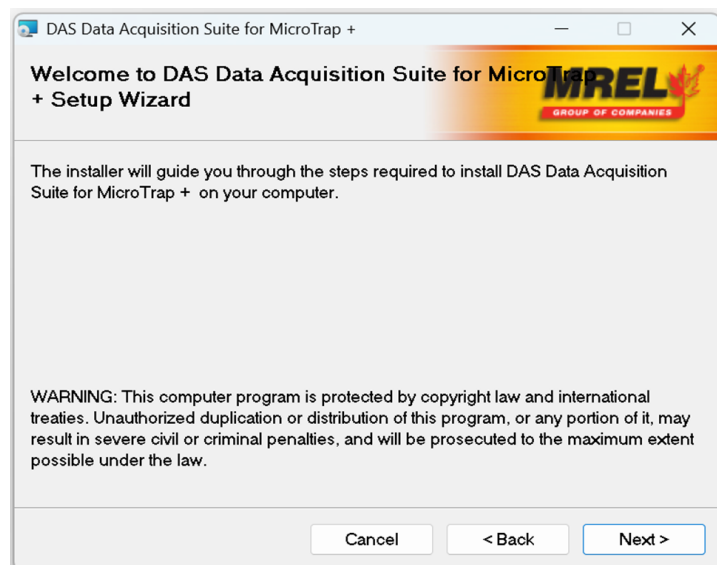 DAS Data Acquisition Suite for MicroTrap +
Welcome to DAS Data Acquisition Suite for MicroTrap
+ Setup Wizard
MREL
GROUP OF COMPANIES
The installer will guide you through the steps required to install DAS Data Acquisition
Suite for MicroTrap +  on your computer.
WARNING: This computer program is protected by copyright law and international
treaties. Unauthorized duplication or distribution of this program, or any portion of it, may
result in severe civil or criminal penalties, and will be prosecuted to the maximum extent
possible under the law.
Cancel
< Back
Next >